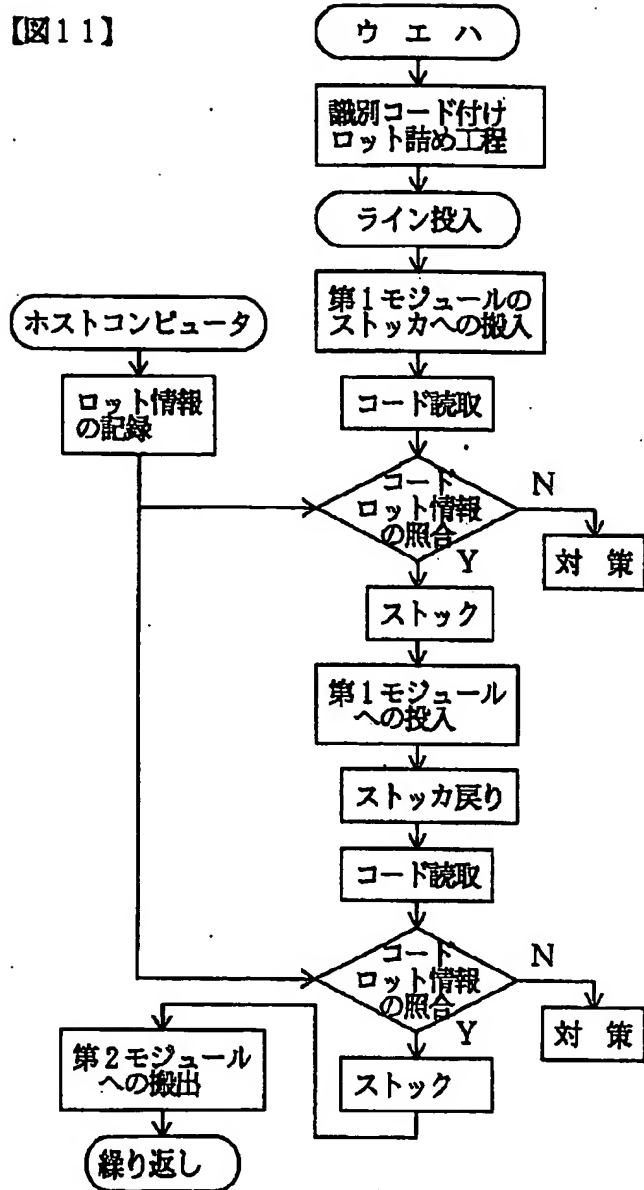 【図11】
ウエハ
識別コード付け
ロット詰め工程
ライン投入
第1モジュールの
ストッカへの搬入
ホストコンピュータ
ロット情報
の記録
コード読取
コード
ロット情報
の照合
N
Y
対策
ストック
第1モジュール
への投入
ストッカ戻り
コード読取
コード
ロット情報
の照合
N
Y
対策
ストック
第2モジュール
への搬出
繰り返し